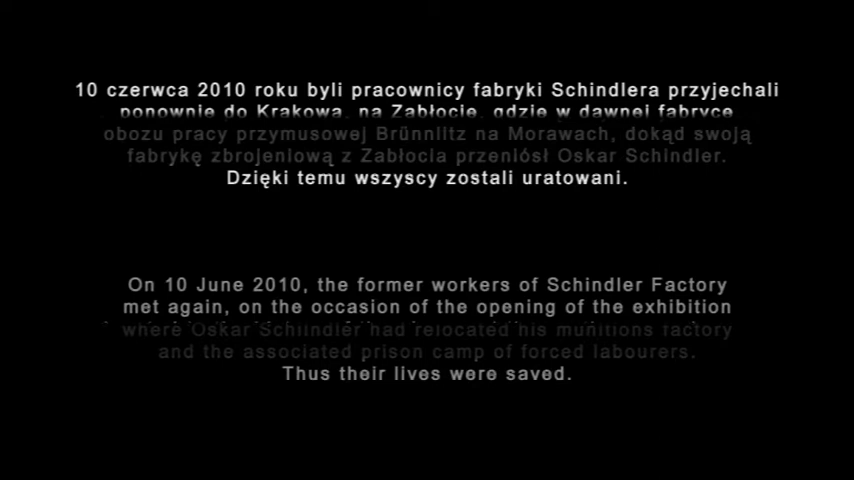 10 czerwca 2010 roku byli pracownicy fabryki Schindlera przyjechali
ponownie do Krakowa, na Zabłocie, gdzie w dawnej fabryce
obozu pracy przymusowej Brünnlitz na Morawach, dokąd swoją
fabrykę zbrojeniową z Zabłocia przeniósł Oskar Schindler.
Dzięki temu wszyscy zostali uratowani.
On 10 June 2010, the former workers of Schindler Factory
met again, on the occasion of the opening of the exhibition
where Oskar Schindler had relocated his munitions factory
and the associated prison camp of forced labourers.
Thus their lives were saved.